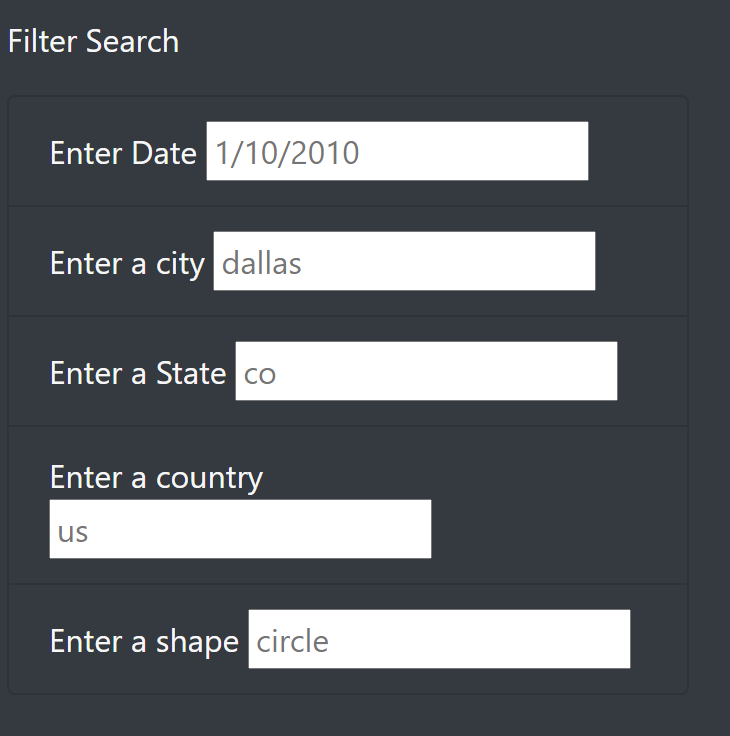 Filter Search
Enter Date 1/10/2010
Enter a city dallas
Enter a State co
Enter a country
us
Enter a shape circle